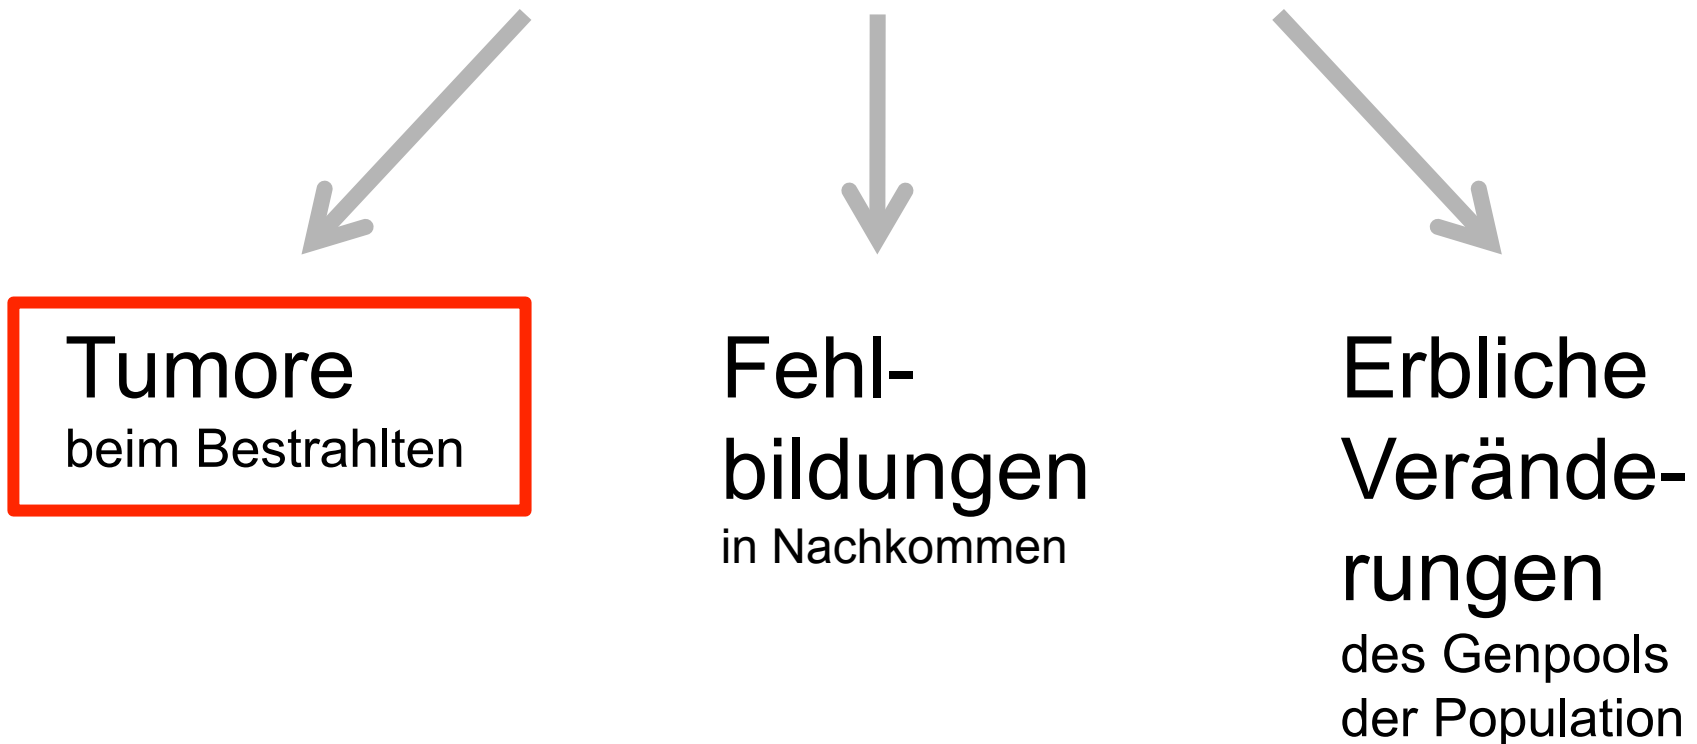 Tumore
beim Bestrahlten
Fehl-
bildungen
in Nachkommen
Erbliche
Verände-
rungen
des Genpools
der Population